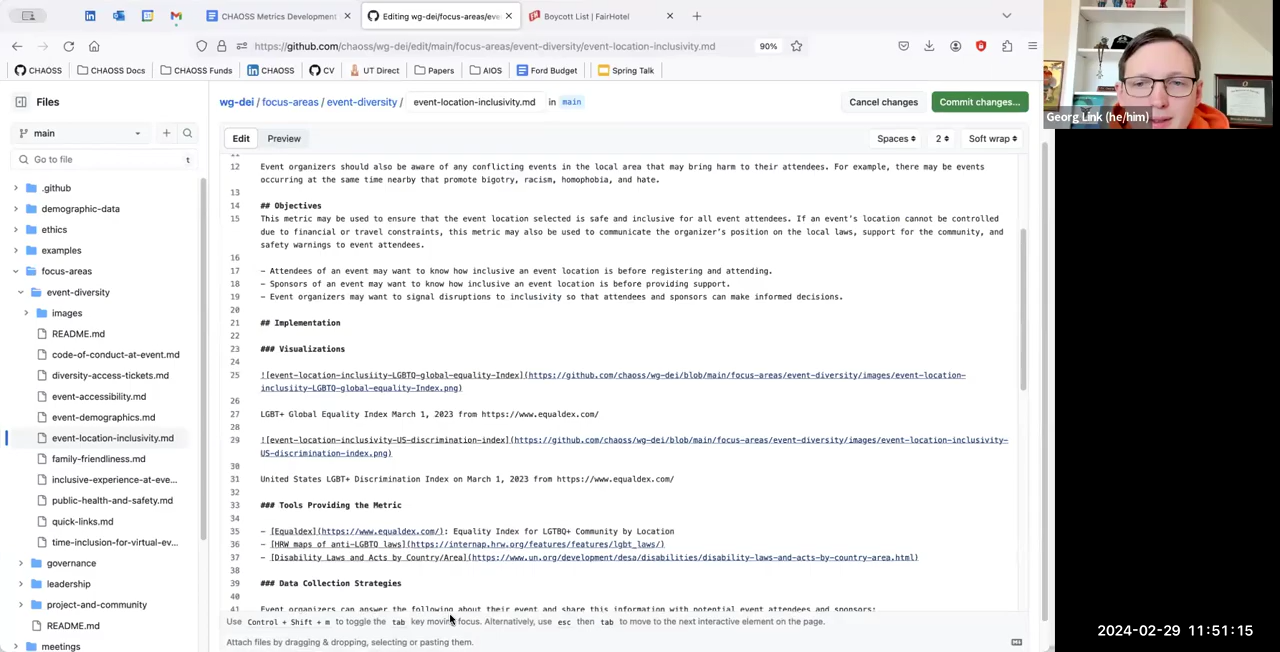 CHAOSS Metrics Development
Editing wg-dei/focus-areas/eve
Boycott List | FairHotel
https://github.com/chaoss/wg-dei/edit/main/focus-areas/event-diversity/event-location-inclusivity.md
90%
CHAOSS
CHAOSS Docs
CHAOSS Funds
CHAOSS
CV
UT Direct
Papers
AIOS
Ford Budget
Spring Talk
Georg Link (he/him)
Files
wg-dei / focus-areas / event-diversity / event-location-inclusivity.md in main
Cancel changes
Commit changes...
main
Edit
Preview
Spaces
2
Soft wrap
Go to file
t
.github
demographic-data
ethics
examples
focus-areas
event-diversity
images
README.md
code-of-conduct-at-event.md
diversity-access-tickets.md
event-accessibility.md
event-demographics.md
event-location-inclusivity.md
family-friendliness.md
inclusive-experience-at-eve...
public-health-and-safety.md
quick-links.md
time-inclusion-for-virtual-ev...
governance
leadership
project-and-community
README.md
meetings
12 Event organizers should also be aware of any conflicting events in the local area that may bring harm to their attendees. For example, there may be events
occurring at the same time nearby that promote bigotry, racism, homophobia, and hate.
13
14 ## Objectives
15 This metric may be used to ensure that the event location selected is safe and inclusive for all event attendees. If an event's location cannot be controlled
due to financial or travel constraints, this metric may also be used to communicate the organizer's position on the local laws, support for the community, and
safety warnings to event attendees.
16
17 - Attendees of an event may want to know how inclusive an event location is before registering and attending.
18 - Sponsors of an event may want to know how inclusive an event location is before providing support.
19 - Event organizers may want to signal disruptions to inclusivity so that attendees and sponsors can make informed decisions.
20
21 ## Implementation
22
23 ### Visualizations
24
25 ![event-location-inclusiity-LGBTQ-global-equality-Index](https://github.com/chaoss/wg-dei/blob/main/focus-areas/event-diversity/images/event-location-
inclusiity-LGBTQ-global-equality-Index.png)
26
27 LGBT+ Global Equality Index March 1, 2023 from https://www.equaldex.com/
28
29 ![event-location-inclusivity-US-discrimination-index](https://github.com/chaoss/wg-dei/blob/main/focus-areas/event-diversity/images/event-location-inclusivity-
US-discrimination-index.png)
30
31 United States LGBT+ Discrimination Index on March 1, 2023 from https://www.equaldex.com/
32
33 ### Tools Providing the Metric
34
35 - [Equaldex](https://www.equaldex.com/): Equality Index for LGTBQ+ Community by Location
36 - [HRW maps of anti-LGBTQ laws](https://internap.hrw.org/features/features/lgbt_laws/)
37 - [Disability Laws and Acts by Country/Area](https://www.un.org/development/desa/disabilities/disability-laws-and-acts-by-country-area.html)
38
39 ### Data Collection Strategies
40
41 Event organizers can answer the following about their event and share this information with potential event attendees and sponsors:
Use Control + Shift + m to toggle the tab key moving focus. Alternatively, use esc then tab to move to the next interactive element on the page.
Attach files by dragging & dropping, selecting or pasting them.
2024-02-29 11:51:15